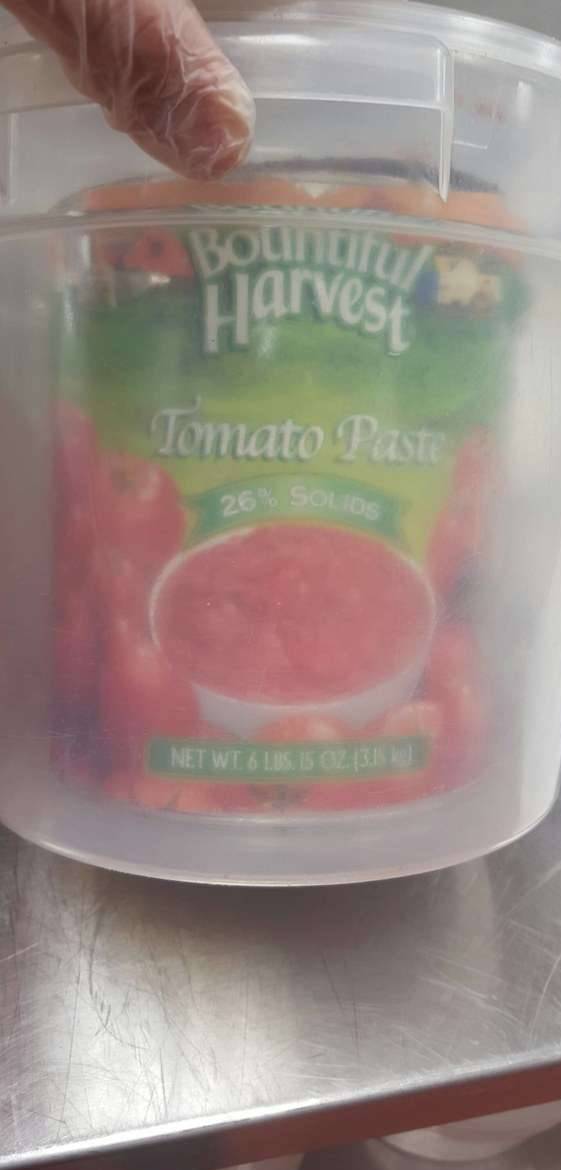 Bountiful
Harvest
Tomato Paste
26% SOLIDS
NET WT. 6 LBS. 15 OZ. (3.15 kg)